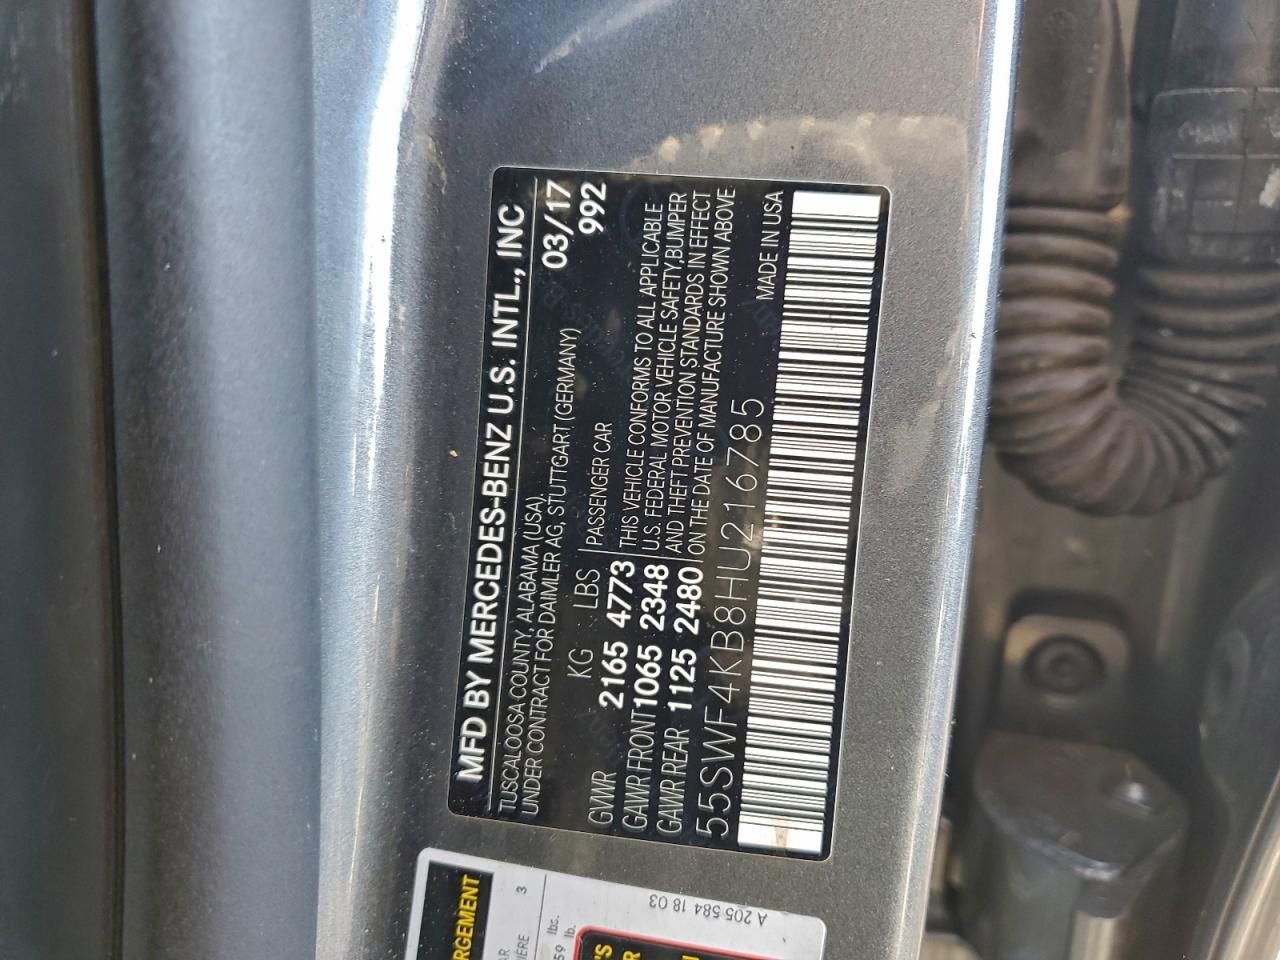 MFD BY MERCEDES-BENZ U.S. INTL., INC
TUSCALOOSA COUNTY, ALABAMA (USA),
UNDER CONTRACT FOR DAIMLER AG, STUTTGART (GERMANY)
03/17
992
KG LBS
GVWR 2165 4773
GAWR FRONT 1065 2348
GAWR REAR 1125 2480
PASSENGER CAR
THIS VEHICLE CONFORMS TO ALL APPLICABLE
U.S. FEDERAL MOTOR VEHICLE SAFETY, BUMPER
AND THEFT PREVENTION STANDARDS IN EFFECT
ON THE DATE OF MANUFACTURE SHOWN ABOVE
55SWF4KB8HU216785
MADE IN USA
3
lbs.
lb.
A 205 584 18 03